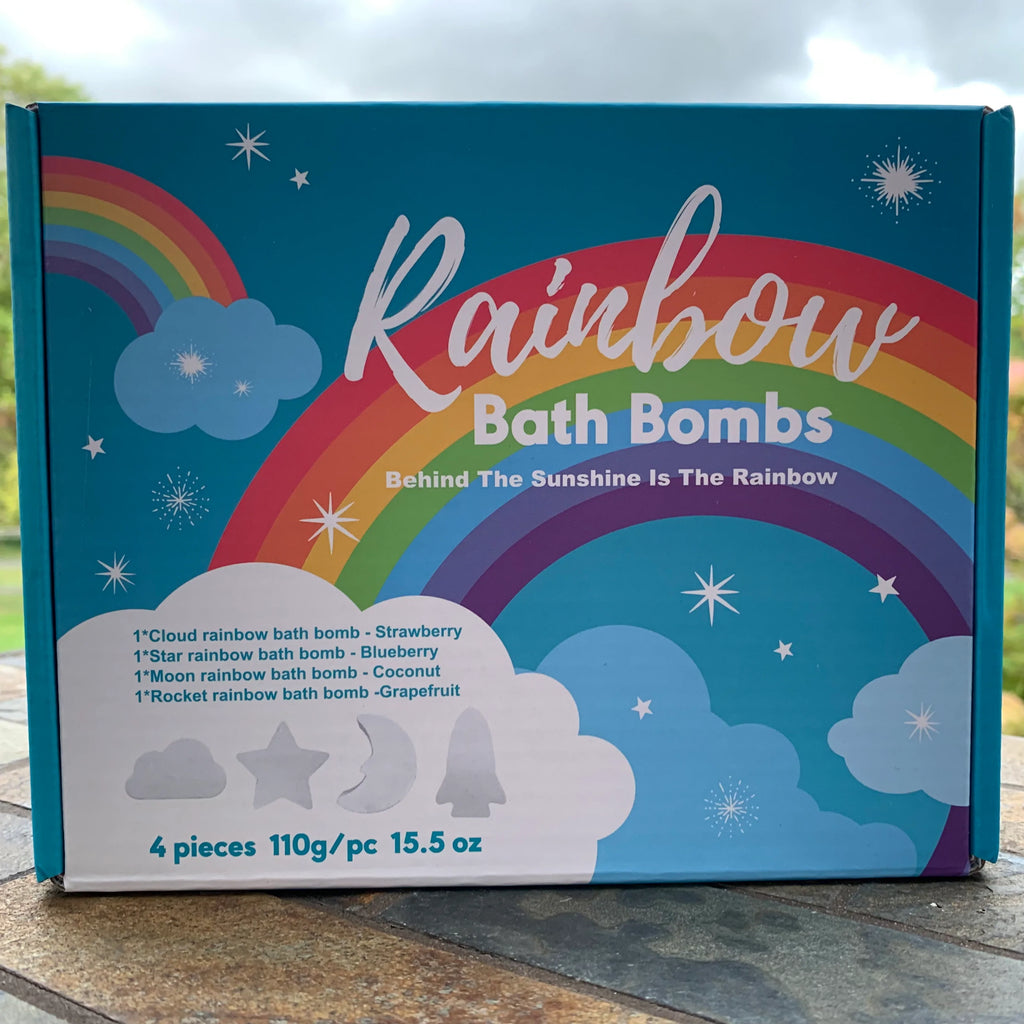 Rainbow
Bath Bombs
Behind The Sunshine Is The Rainbow
1*Cloud rainbow bath bomb - Strawberry
1*Star rainbow bath bomb - Blueberry
1*Moon rainbow bath bomb - Coconut
1*Rocket rainbow bath bomb -Grapefruit
4 pieces 110g/pc 15.5 oz